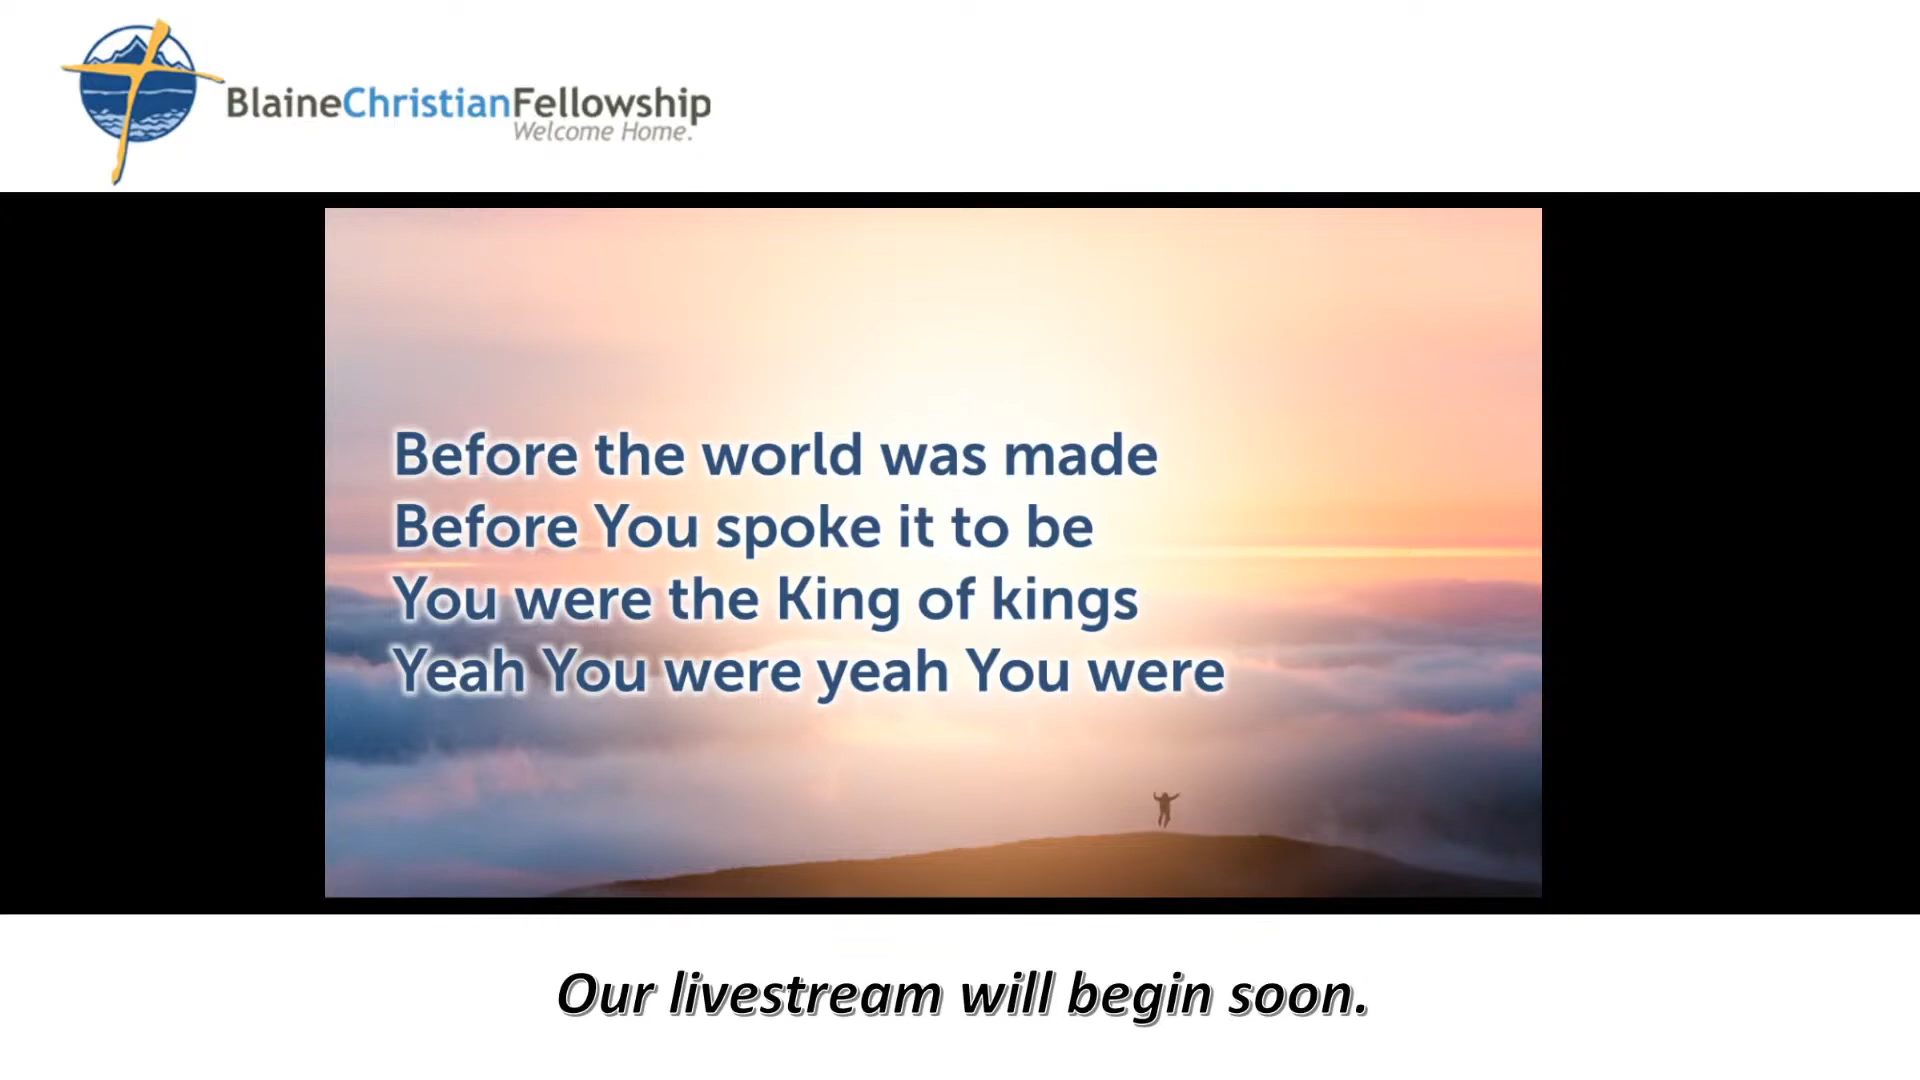 BlaineChristianFellowship
Welcome Home.
Before the world was made
Before You spoke it to be
You were the King of kings
Yeah You were yeah You were
Our livestream will begin soon.